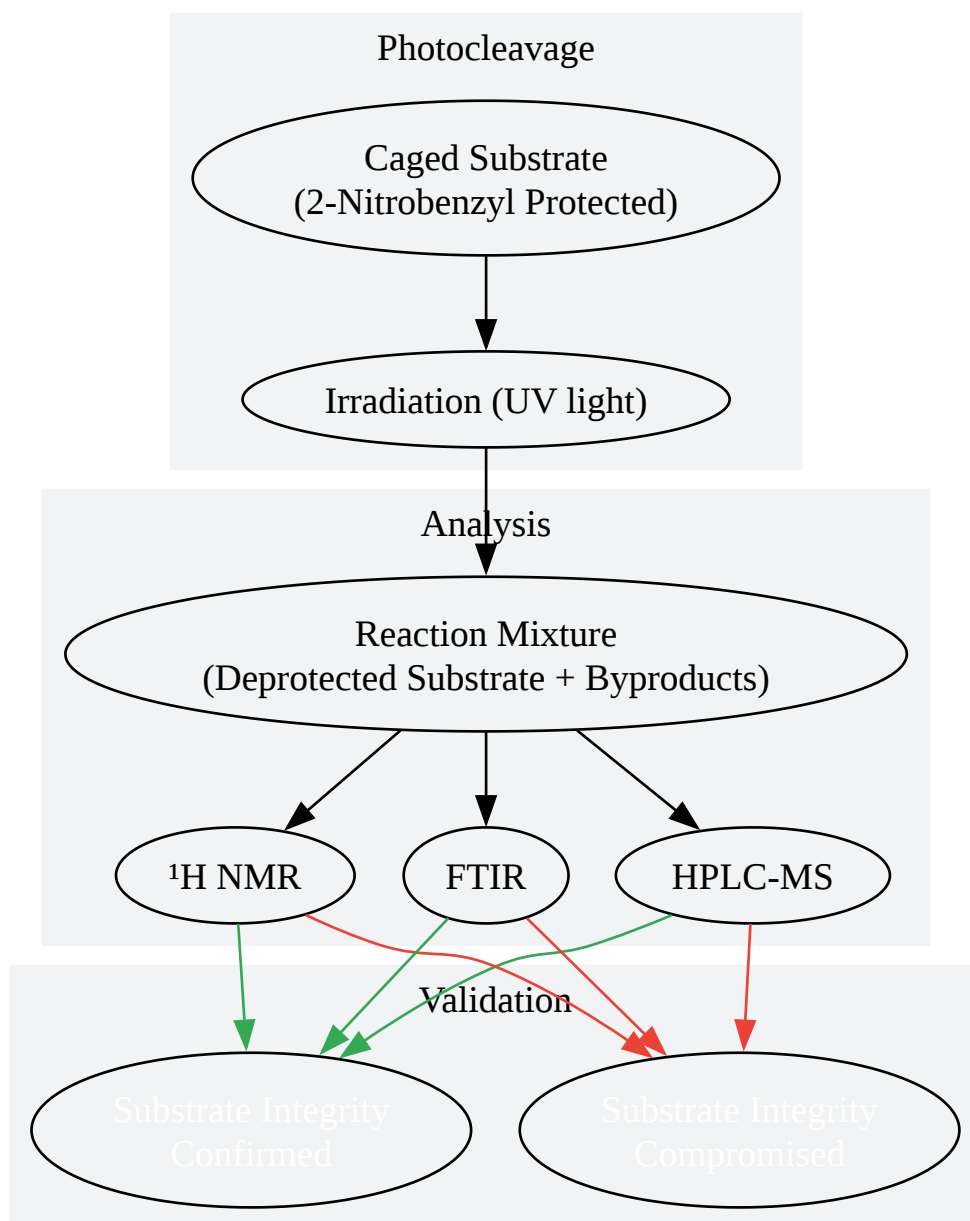 Photocleavage
Caged Substrate
(2-Nitrobenzyl Protected)
Irradiation (UV light)
Analysis
Reaction Mixture
(Deprotected Substrate + Byproducts)
¹H NMR
FTIR
HPLC-MS
Validation
Substrate Integrity
Confirmed
Substrate Integrity
Compromised